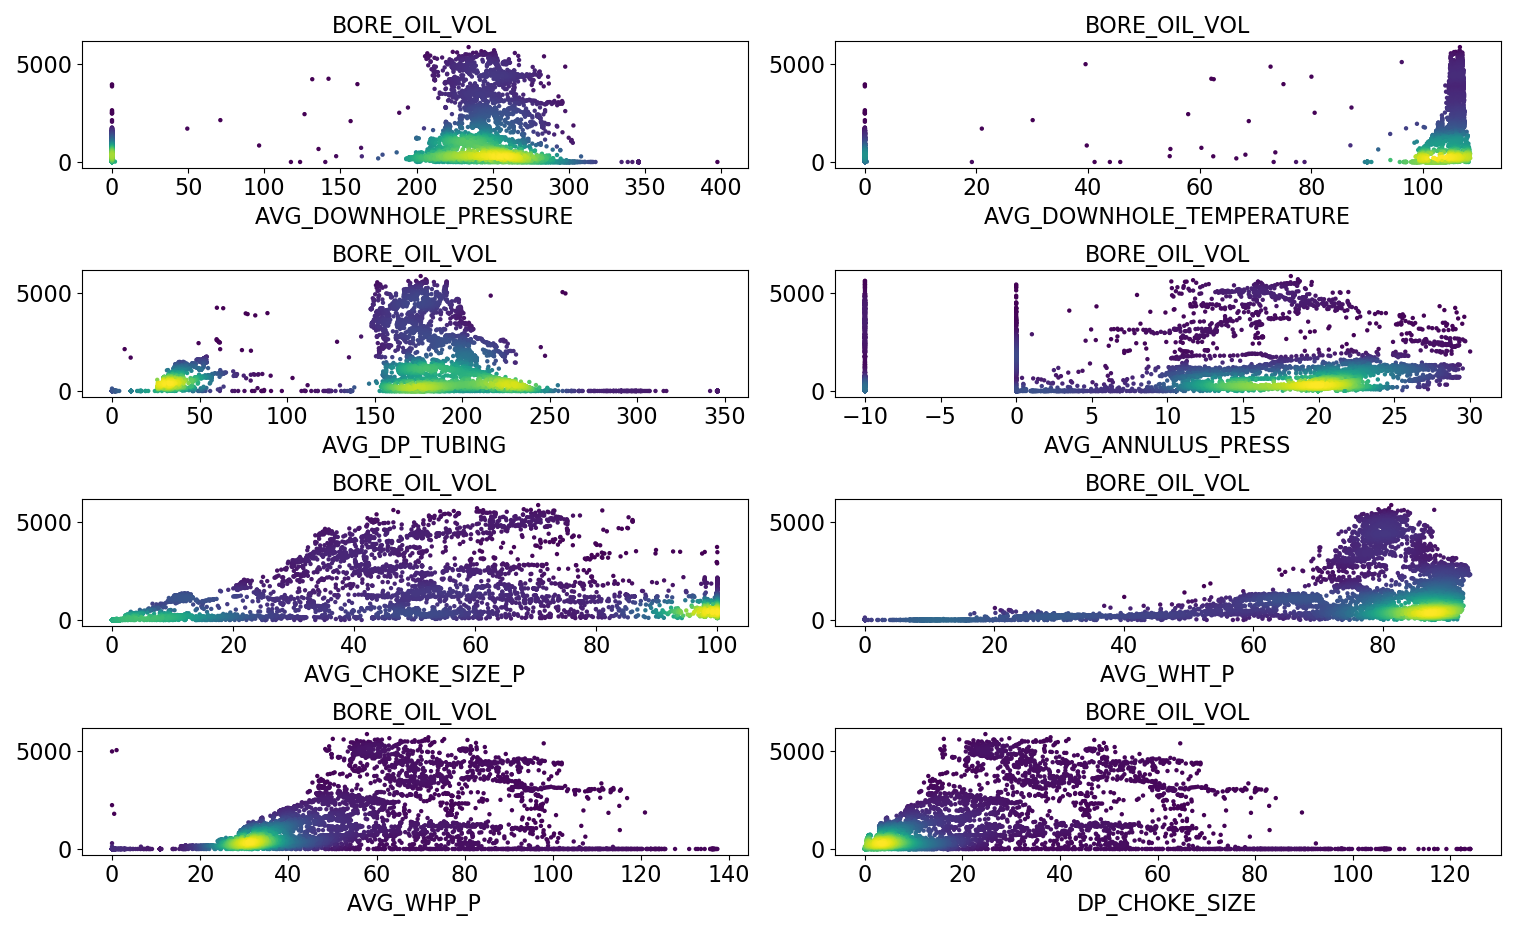 BORE_OIL_VOL BORE_OIL_VOL
5000 5000
0 0
0 50 100 150 200 250 300 350 400 0 20 40 60 80 100
AVG_DOWNHOLE_PRESSURE AVG_DOWNHOLE_TEMPERATURE
BORE_OIL_VOL BORE_OIL_VOL
5000 5000
0 0
0 50 100 150 200 250 300 350 −10 −5 0 5 10 15 20 25 30
AVG_DP_TUBING AVG_ANNULUS_PRESS
BORE_OIL_VOL BORE_OIL_VOL
5000 5000
0 0
0 20 40 60 80 100 0 20 40 60 80
AVG_CHOKE_SIZE_P AVG_WHT_P
BORE_OIL_VOL BORE_OIL_VOL
5000 5000
0 0
0 20 40 60 80 100 120 140 0 20 40 60 80 100 120
AVG_WHP_P DP_CHOKE_SIZE